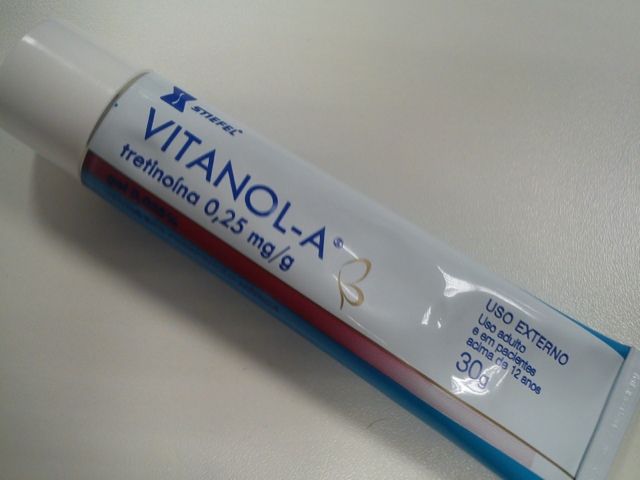 STIEFEL®
VITANOL-A®
tretinoína 0,25 mg/g
USO EXTERNO
Uso adulto
e em pacientes
acima de 12 anos
30g